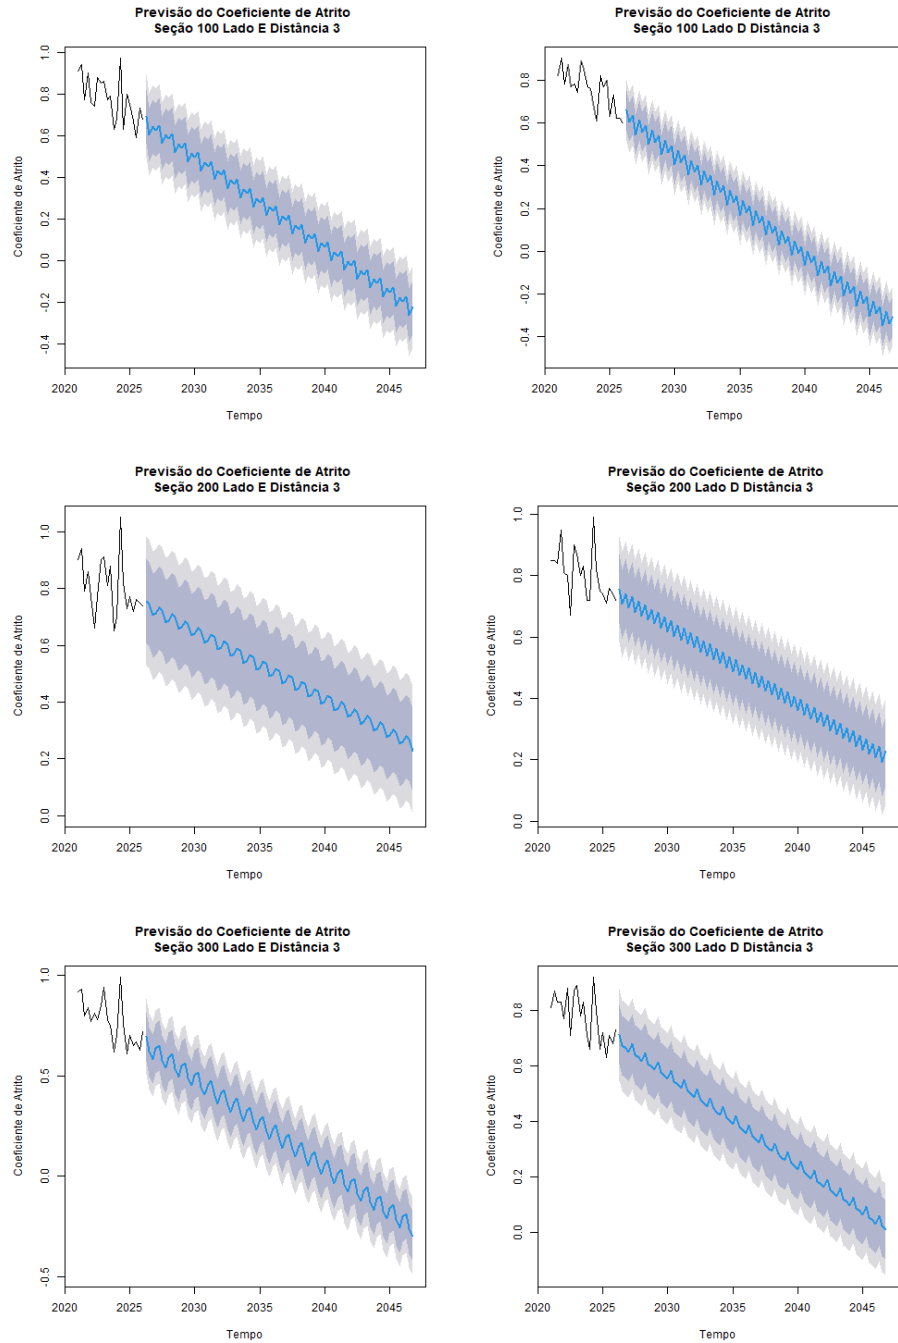 Previsão do Coeficiente de Atrito
Seção 100 Lado E Distância 3
Coeficiente de Atrito
1.0
0.8
0.6
0.4
0.2
0.0
-0.2
-0.4
2020 2025 2030 2035 2040 2045
Tempo
Previsão do Coeficiente de Atrito
Seção 100 Lado D Distância 3
Coeficiente de Atrito
0.8
0.6
0.4
0.2
0.0
-0.2
-0.4
2020 2025 2030 2035 2040 2045
Tempo
Previsão do Coeficiente de Atrito
Seção 200 Lado E Distância 3
Coeficiente de Atrito
1.0
0.8
0.6
0.4
0.2
0.0
2020 2025 2030 2035 2040 2045
Tempo
Previsão do Coeficiente de Atrito
Seção 200 Lado D Distância 3
Coeficiente de Atrito
1.0
0.8
0.6
0.4
0.2
0.0
2020 2025 2030 2035 2040 2045
Tempo
Previsão do Coeficiente de Atrito
Seção 300 Lado E Distância 3
Coeficiente de Atrito
1.0
0.5
0.0
-0.5
2020 2025 2030 2035 2040 2045
Tempo
Previsão do Coeficiente de Atrito
Seção 300 Lado D Distância 3
Coeficiente de Atrito
0.8
0.6
0.4
0.2
0.0
2020 2025 2030 2035 2040 2045
Tempo